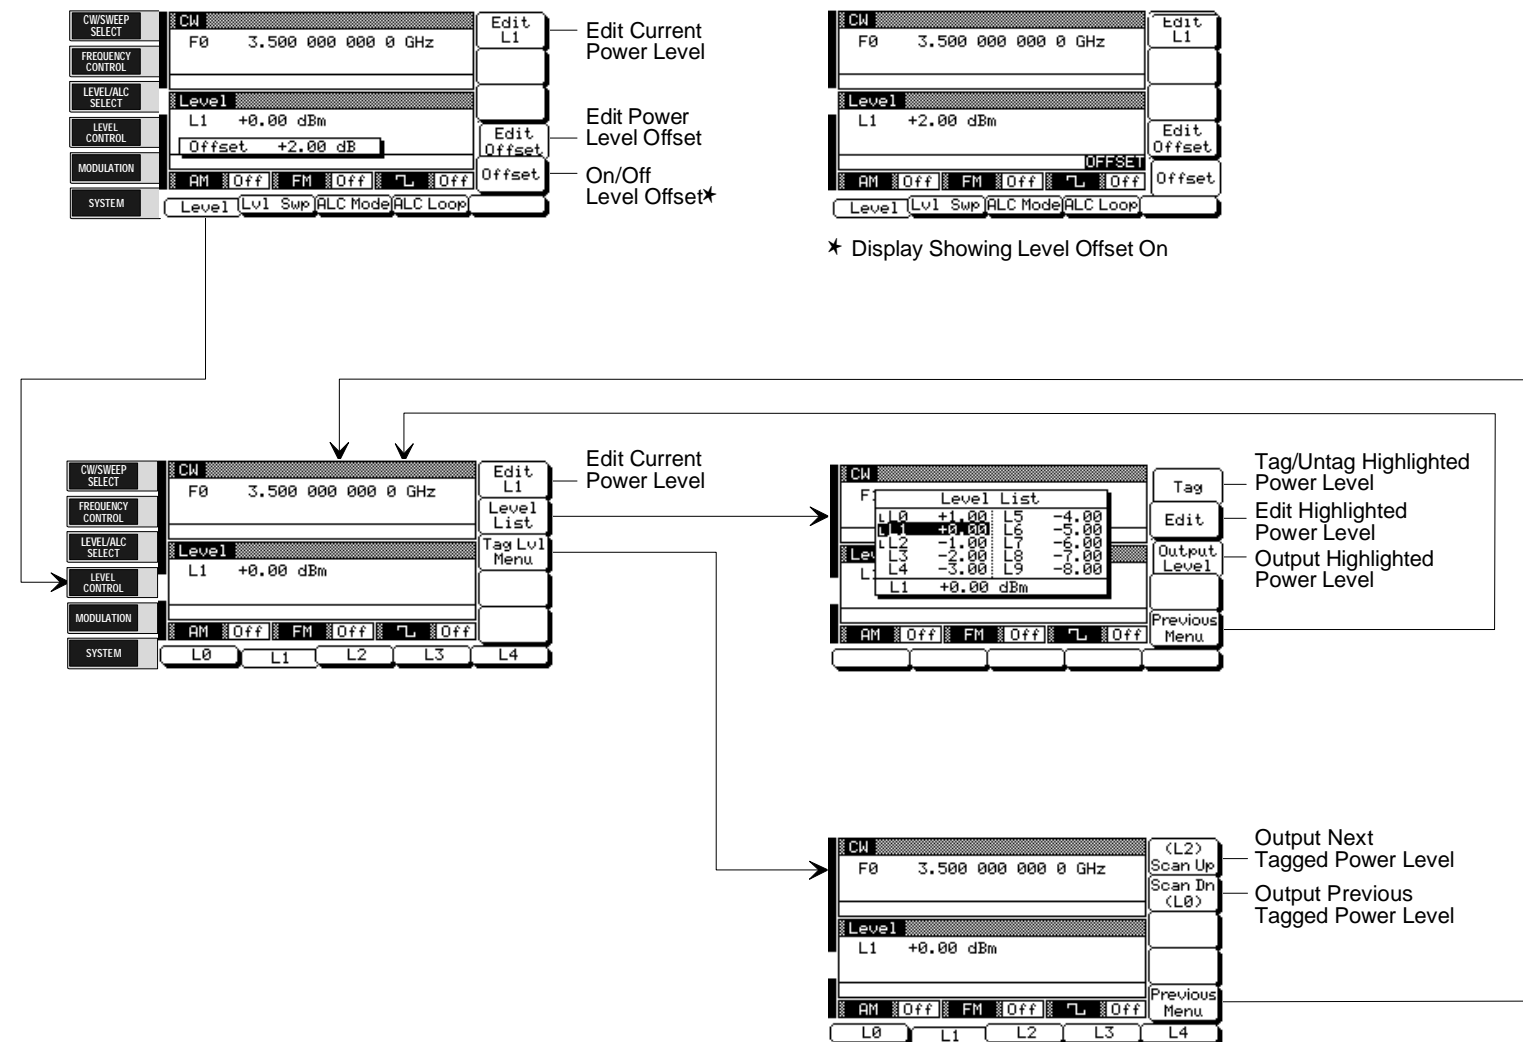 CW/SWEEP
SELECT
FREQUENCY
CONTROL
LEVEL/ALC
SELECT
LEVEL
CONTROL
MODULATION
SYSTEM
CW
F0 3.500 000 000 0 GHz
Level
L1 +0.00 dBm
Offset +2.00 dB
AM Off FM Off Off
Level Lvl Swp ALC Mode ALC Loop
Edit
L1
Edit
Offset
Offset
Edit Current
Power Level
Edit Power
Level Offset
On/Off
Level Offset★
CW
F0 3.500 000 000 0 GHz
Level
L1 +2.00 dBm
OFFSET
AM Off FM Off Off
Level Lvl Swp ALC Mode ALC Loop
Edit
L1
Edit
Offset
Offset
★ Display Showing Level Offset On
CW/SWEEP
SELECT
FREQUENCY
CONTROL
LEVEL/ALC
SELECT
LEVEL
CONTROL
MODULATION
SYSTEM
CW
F0 3.500 000 000 0 GHz
Level
L1 +0.00 dBm
AM Off FM Off Off
L0 L1 L2 L3 L4
Edit
L1
Level
List
Tag Lvl
Menu
Edit Current
Power Level
CW
F
Level List
L0 +1.00 L5 -4.00
L1 +0.00 L6 -5.00
L2 -1.00 L7 -6.00
L3 -2.00 L8 -7.00
L4 -3.00 L9 -8.00
L1 +0.00 dBm
Lev
L
AM Off FM Off Off
Tag
Edit
Output
Level
Previous
Menu
Tag/Untag Highlighted
Power Level
Edit Highlighted
Power Level
Output Highlighted
Power Level
CW
F0 3.500 000 000 0 GHz
Level
L1 +0.00 dBm
AM Off FM Off Off
L0 L1 L2 L3 L4
(L2)
Scan Up
Scan Dn
(L0)
Previous
Menu
Output Next
Tagged Power Level
Output Previous
Tagged Power Level